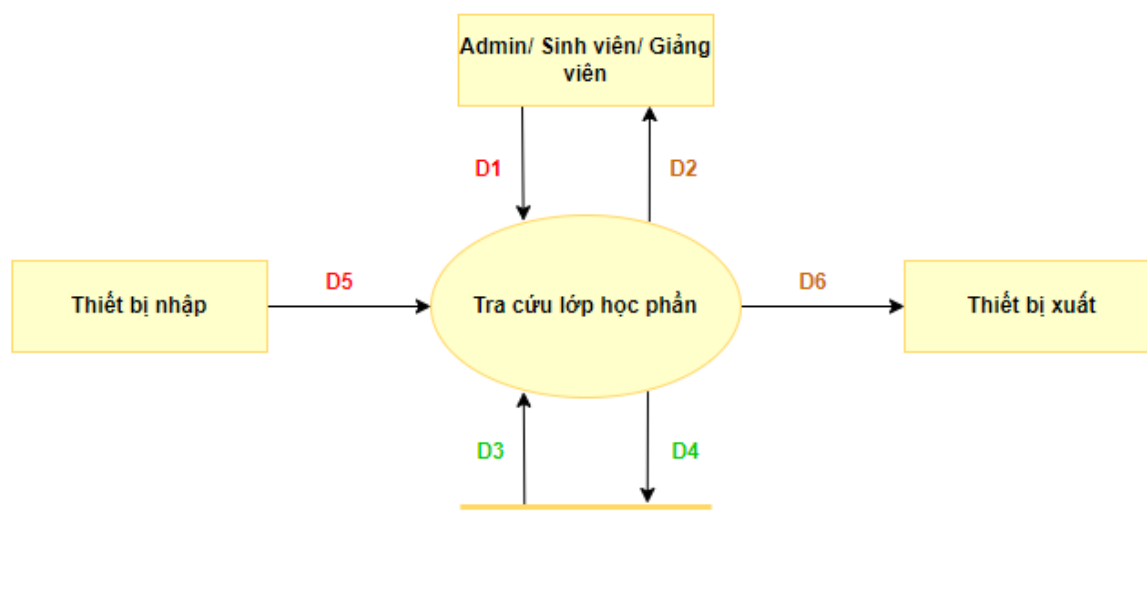 Admin/ Sinh viên/ Giảng
viên
D1
D2
Thiết bị nhập
D5
Tra cứu lớp học phần
D6
Thiết bị xuất
D3
D4